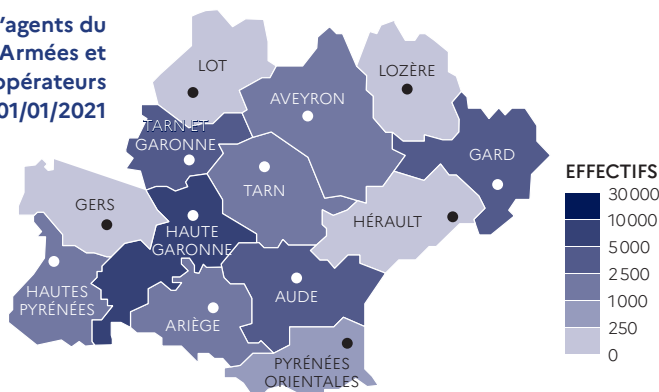 ’agents du
Armées et
opérateurs
01/01/2021
LOT
LOZÈRE
AVEYRON
TARN ET
GARONNE
GARD
TARN
GERS
HAUTE
GARONNE
HÉRAULT
HAUTES
PYRÉNÉES
AUDE
ARIÈGE
PYRÉNÉES
ORIENTALES
EFFECTIFS
30 000
10 000
5 000
2 500
1 000
250
0